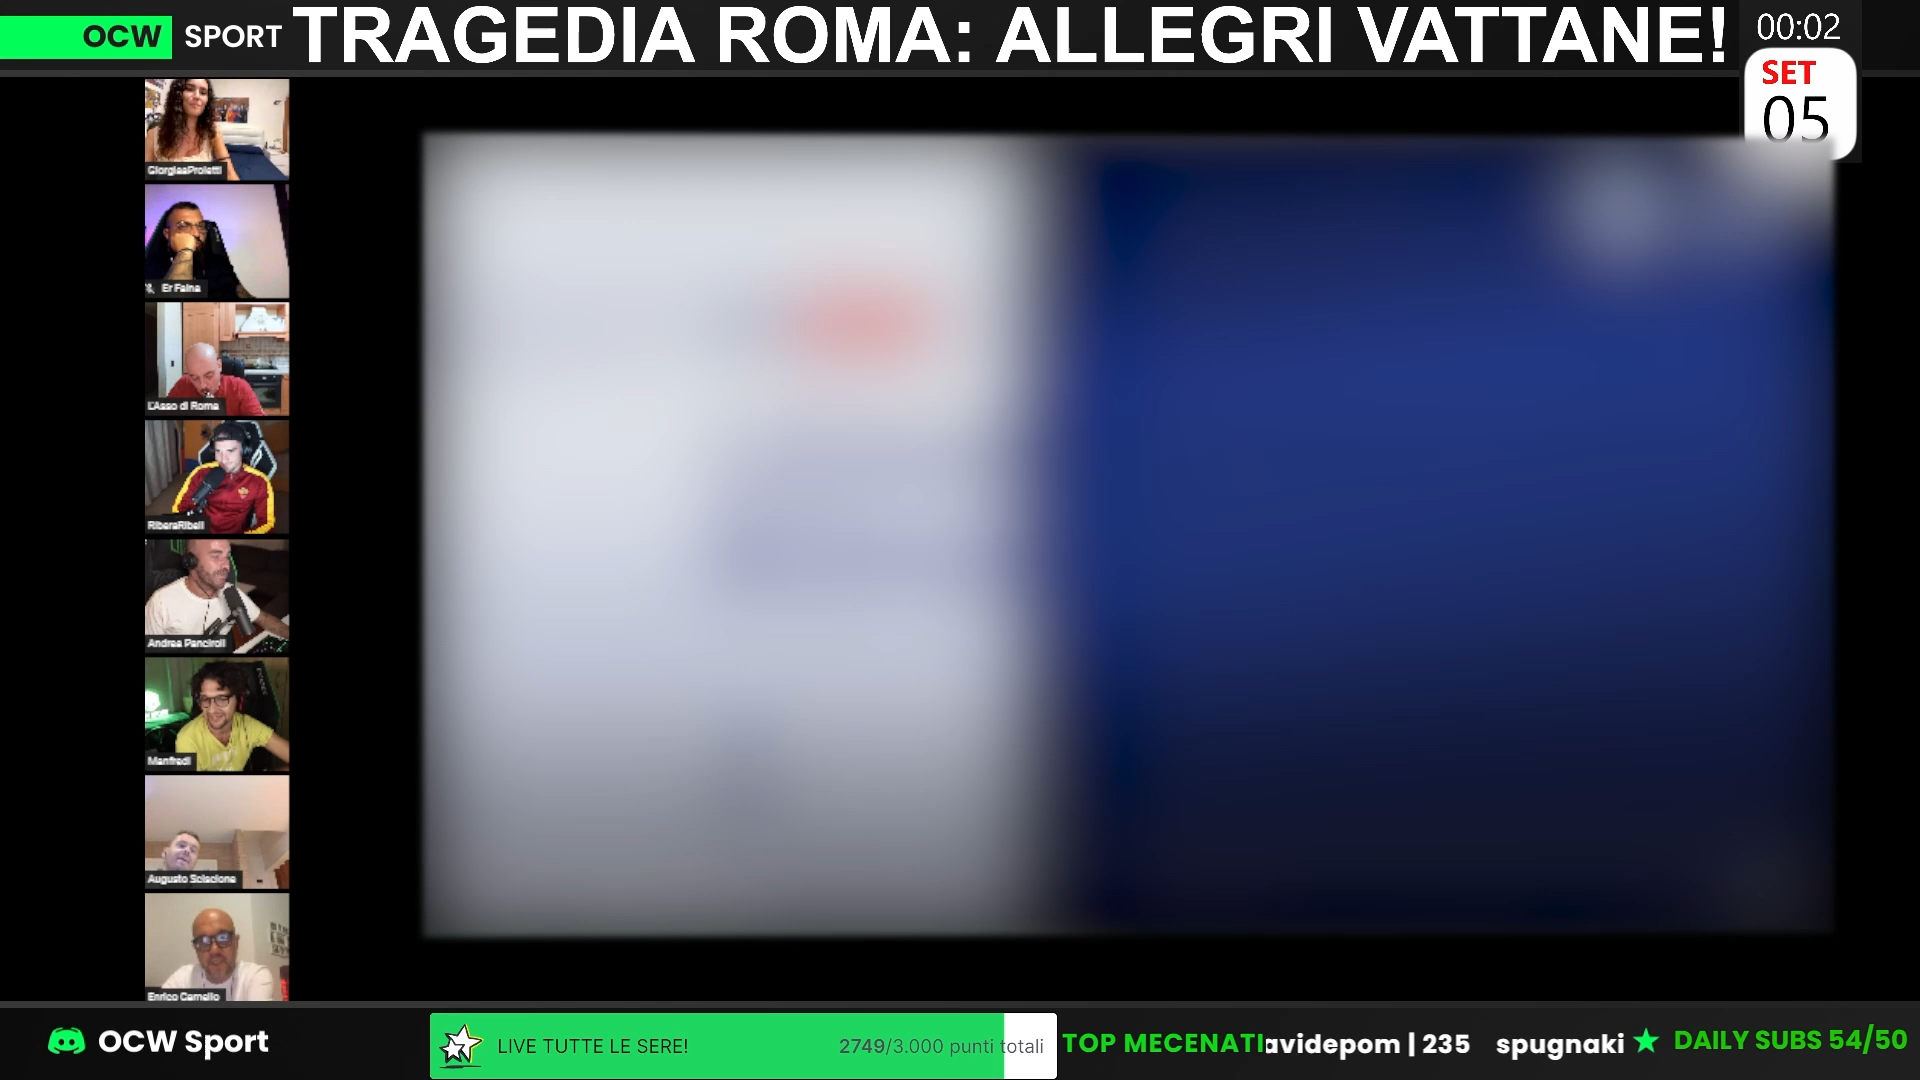 OCW SPORT TRAGEDIA ROMA: ALLEGRI VATTANE!
00:02
SET
05
GiorgiaaProietti
Er Faina
L'Asso di Roma
RiberaRibell
Andrea Panciroli
Manfredi
Augusto Sciscione
Enrico Camelio
OCW Sport
LIVE TUTTE LE SERE!
2749/3.000 punti totali
TOP MECENATI
avidepom | 235 spugnaki
DAILY SUBS 54/50